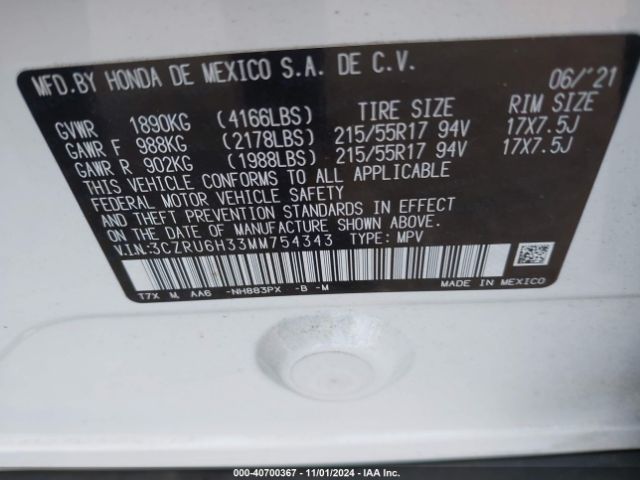 MFD.BY HONDA DE MEXICO S.A. DE C.V. 06/'21
GVWR 1890KG (4166LBS) TIRE SIZE RIM SIZE
GAWR F 988KG (2178LBS) 215/55R17 94V 17X7.5J
GAWR R 902KG (1988LBS) 215/55R17 94V 17X7.5J
THIS VEHICLE CONFORMS TO ALL APPLICABLE
FEDERAL MOTOR VEHICLE SAFETY
AND THEFT PREVENTION STANDARDS IN EFFECT
ON THE DATE OF MANUFACTURE SHOWN ABOVE.
V.I.N.:3CZRU6H33MM754343 TYPE: MPV
T7X M, AA6 -NH883PX -B -M MADE IN MEXICO
000-40700367 - 11/01/2024 - IAA Inc.